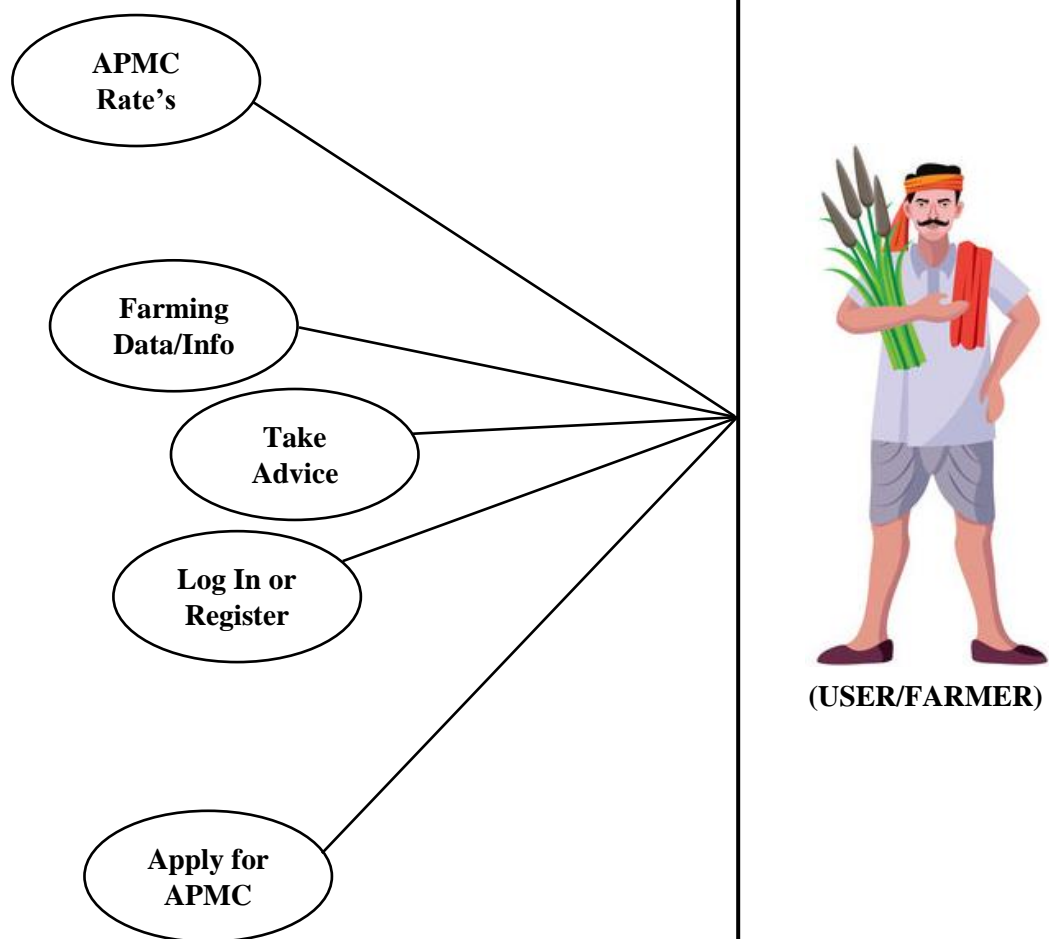 APMC
Rate’s
Farming
Data/Info
Take
Advice
Log In or
Register
(USER/FARMER)
Apply for
APMC